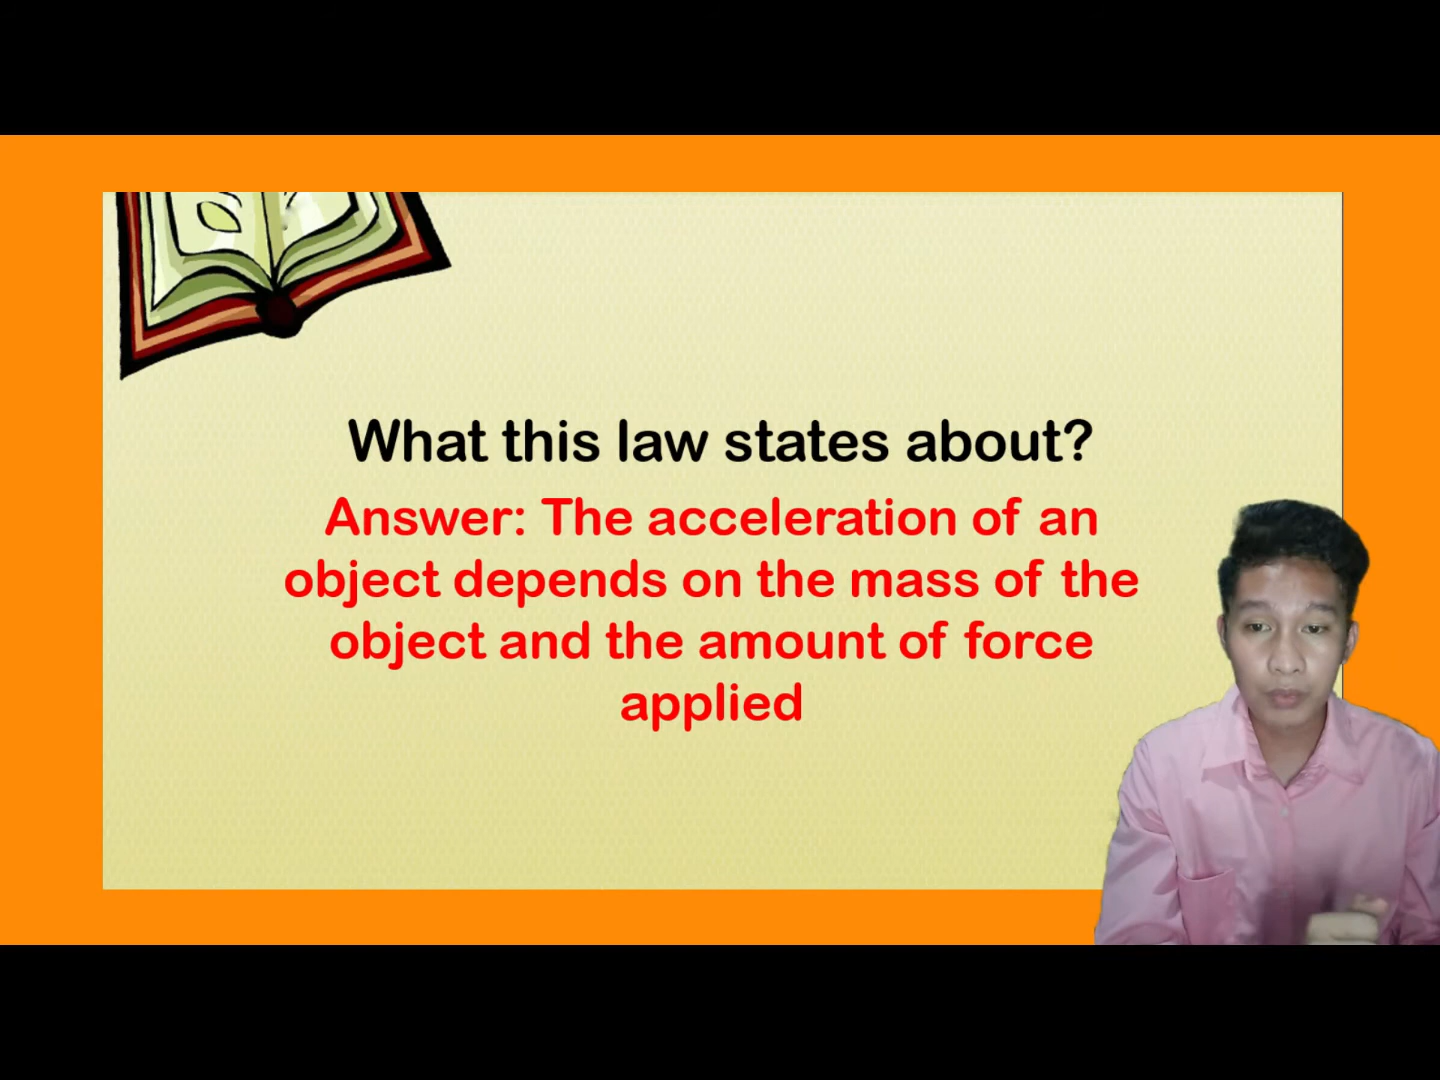 What this law states about?
Answer: The acceleration of an
object depends on the mass of the
object and the amount of force
applied